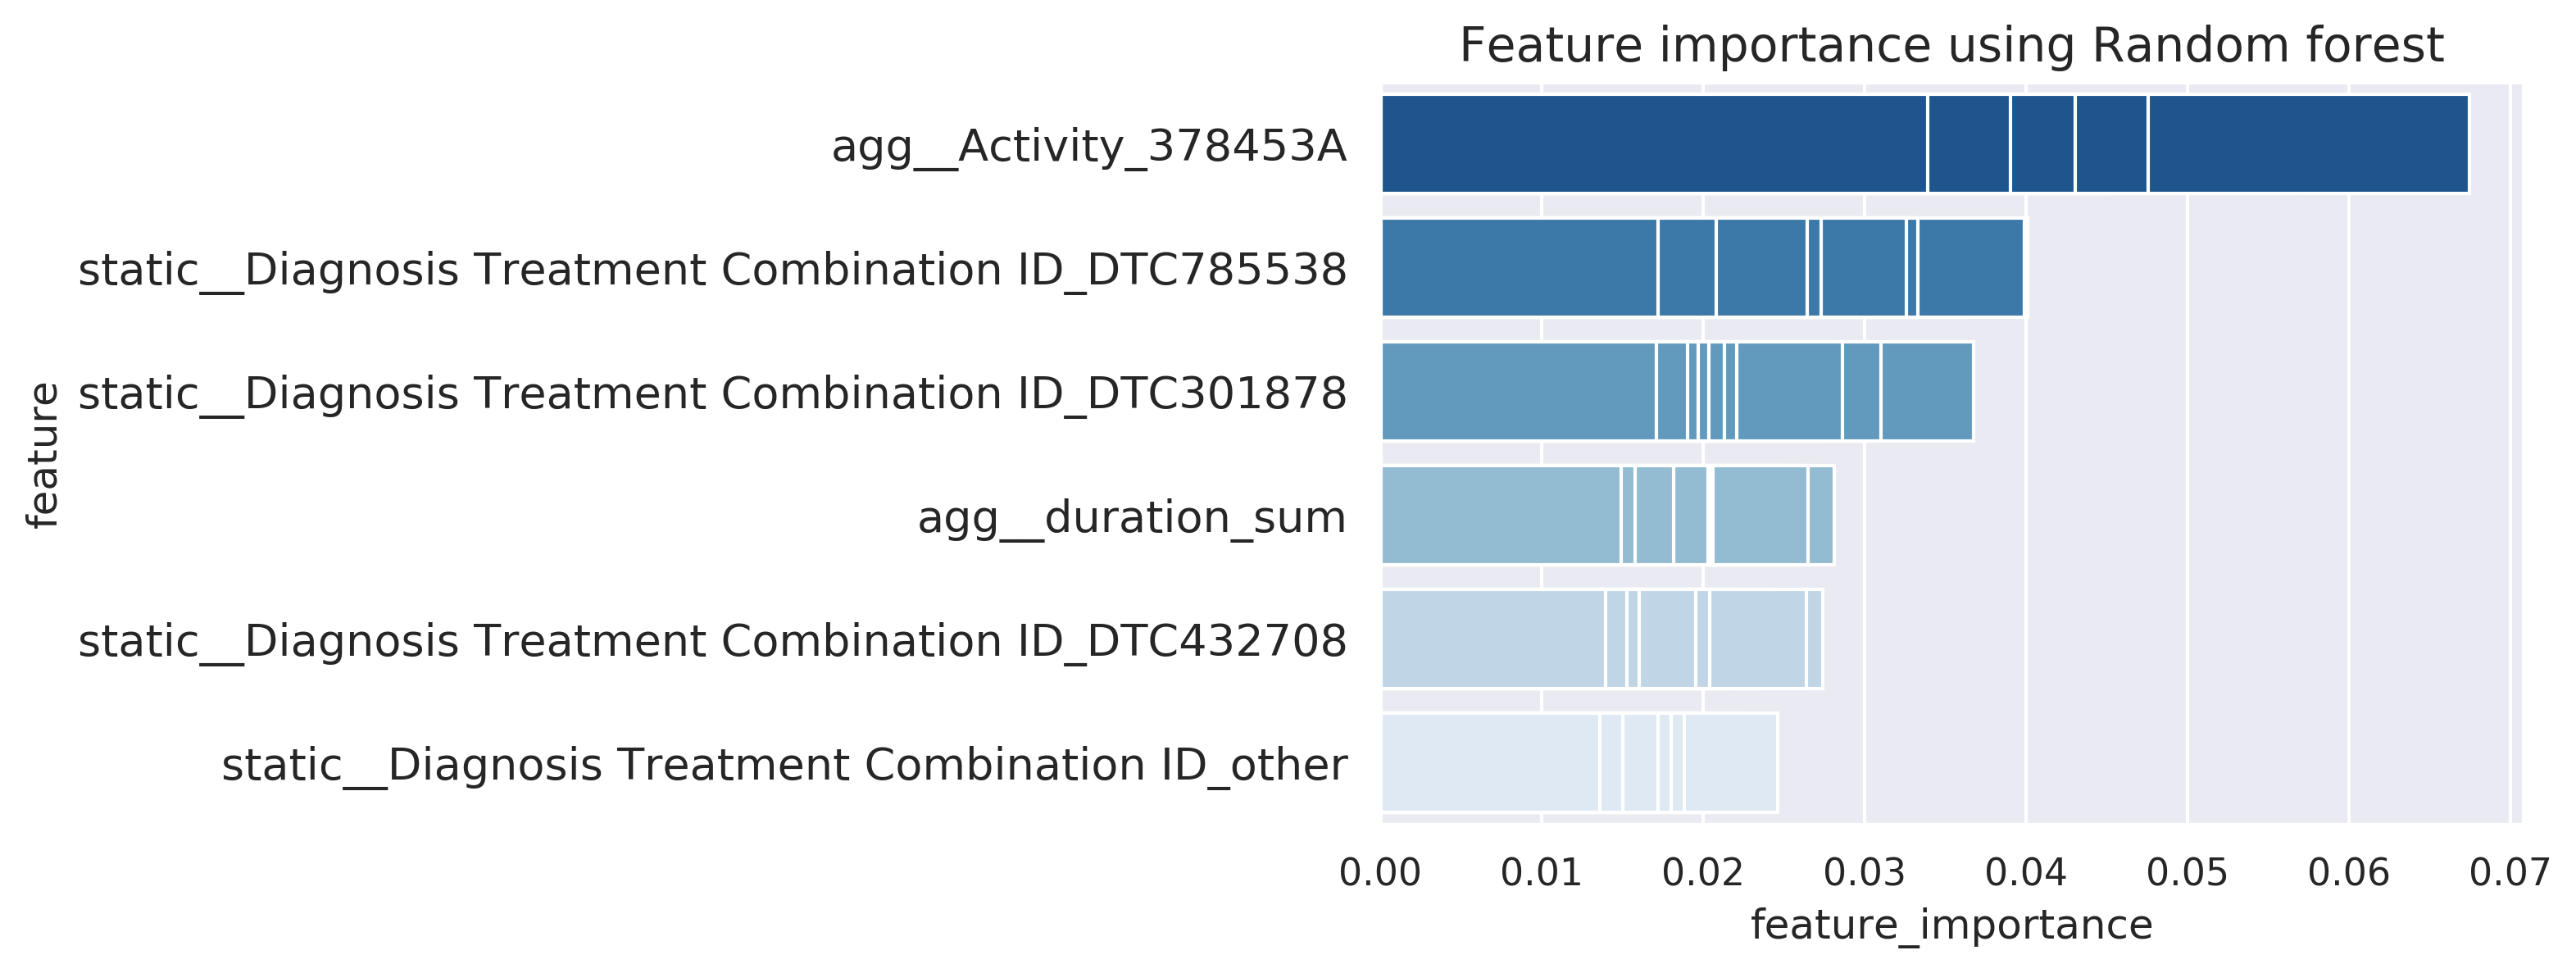 Feature importance using Random forest
agg__Activity_378453A
static__Diagnosis Treatment Combination ID_DTC785538
static__Diagnosis Treatment Combination ID_DTC301878
agg__duration_sum
static__Diagnosis Treatment Combination ID_DTC432708
static__Diagnosis Treatment Combination ID_other
feature
0.00 0.01 0.02 0.03 0.04 0.05 0.06 0.07
feature_importance